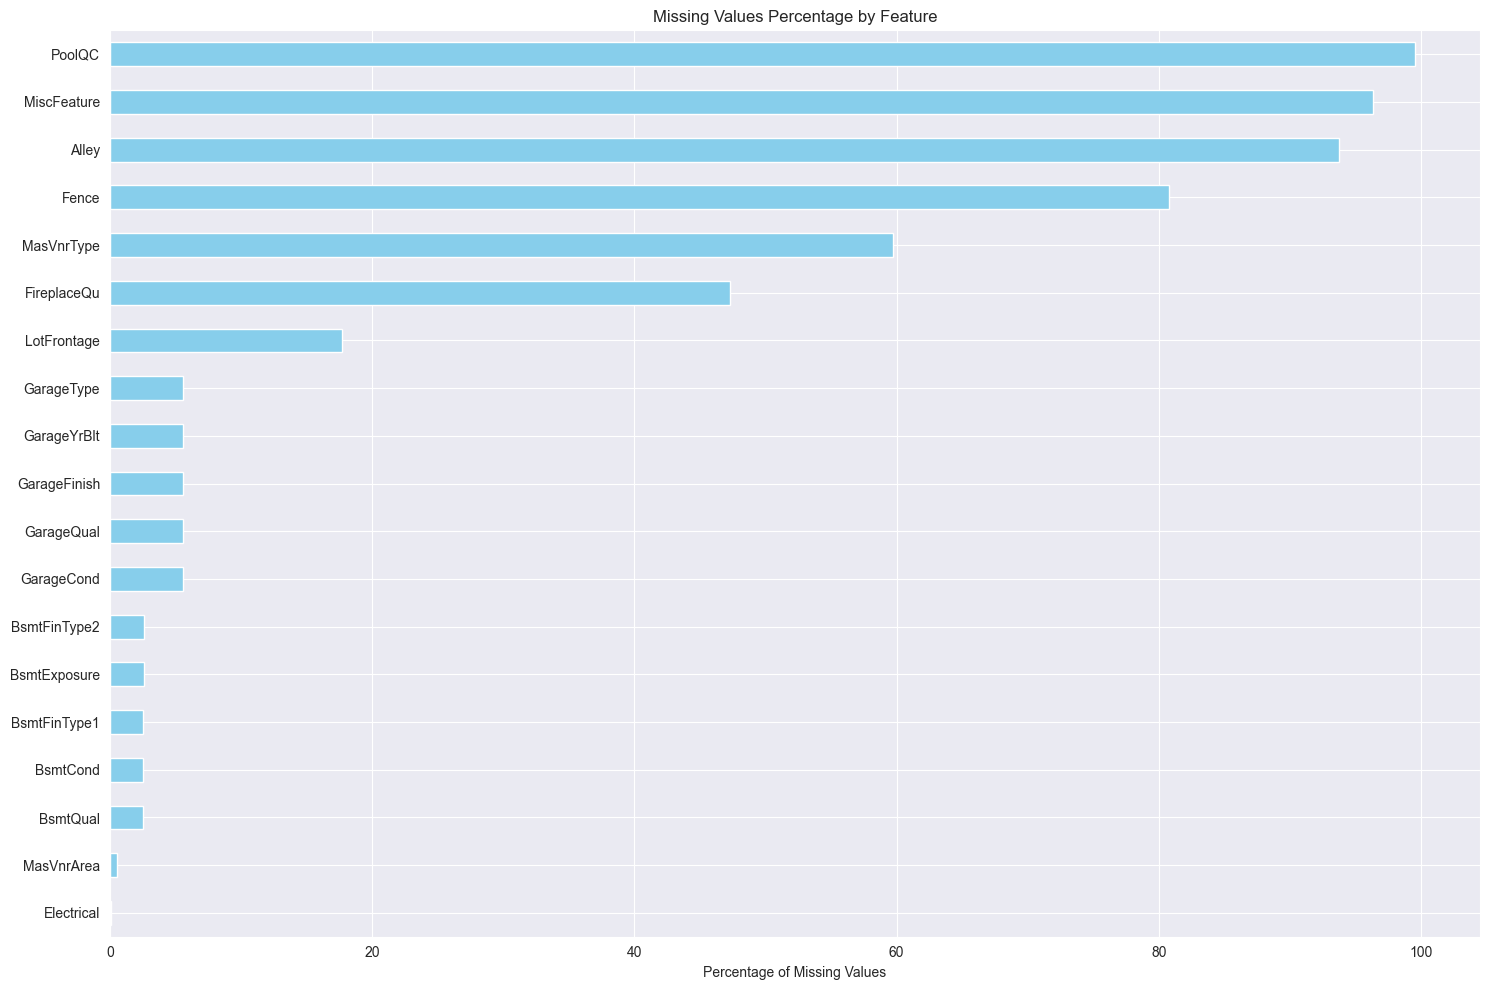 Missing Values Percentage by Feature
PoolQC
MiscFeature
Alley
Fence
MasVnrType
FireplaceQu
LotFrontage
GarageType
GarageYrBlt
GarageFinish
GarageQual
GarageCond
BsmtFinType2
BsmtExposure
BsmtFinType1
BsmtCond
BsmtQual
MasVnrArea
Electrical
0 20 40 60 80 100
Percentage of Missing Values